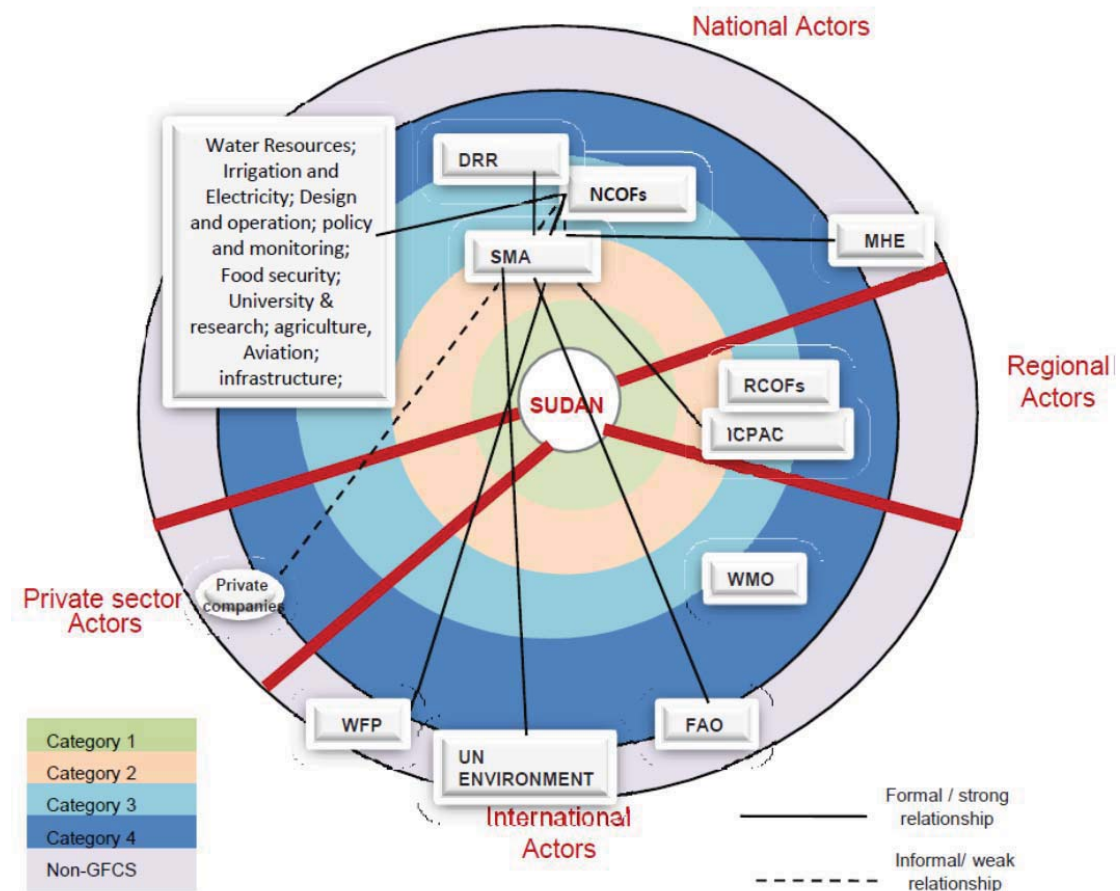 National Actors
Water Resources;
Irrigation and
Electricity; Design
and operation; policy
and monitoring;
Food security;
University &
research; agriculture,
Aviation;
infrastructure;
DRR
NCOFs
SMA
MHE
Regional
Actors
RCOFs
ICPAC
SUDAN
WMO
Private sector
Actors
Private
companies
WFP
UN
ENVIRONMENT
FAO
International
Actors
Category 1
Category 2
Category 3
Category 4
Non-GFCS
Formal / strong
relationship
Informal/ weak
relationship